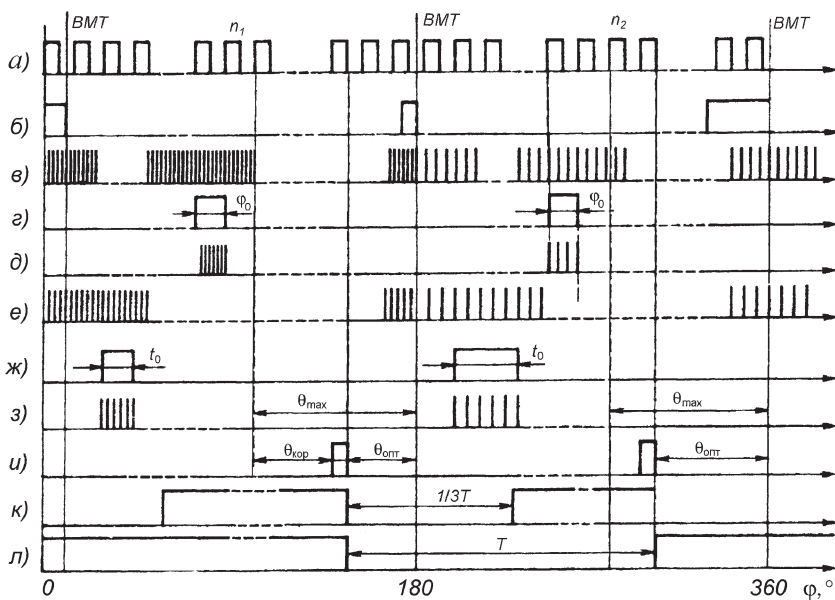 ВМТ n₁ ВМТ n₂ ВМТ
а)
б)
в)
φ₀ φ₀
г)
д)
е)
t₀ t₀
ж)
θmax θmax
з)
θкор θопт θопт
и)
1/3T
к)
T
л)
0 180 360 φ,°